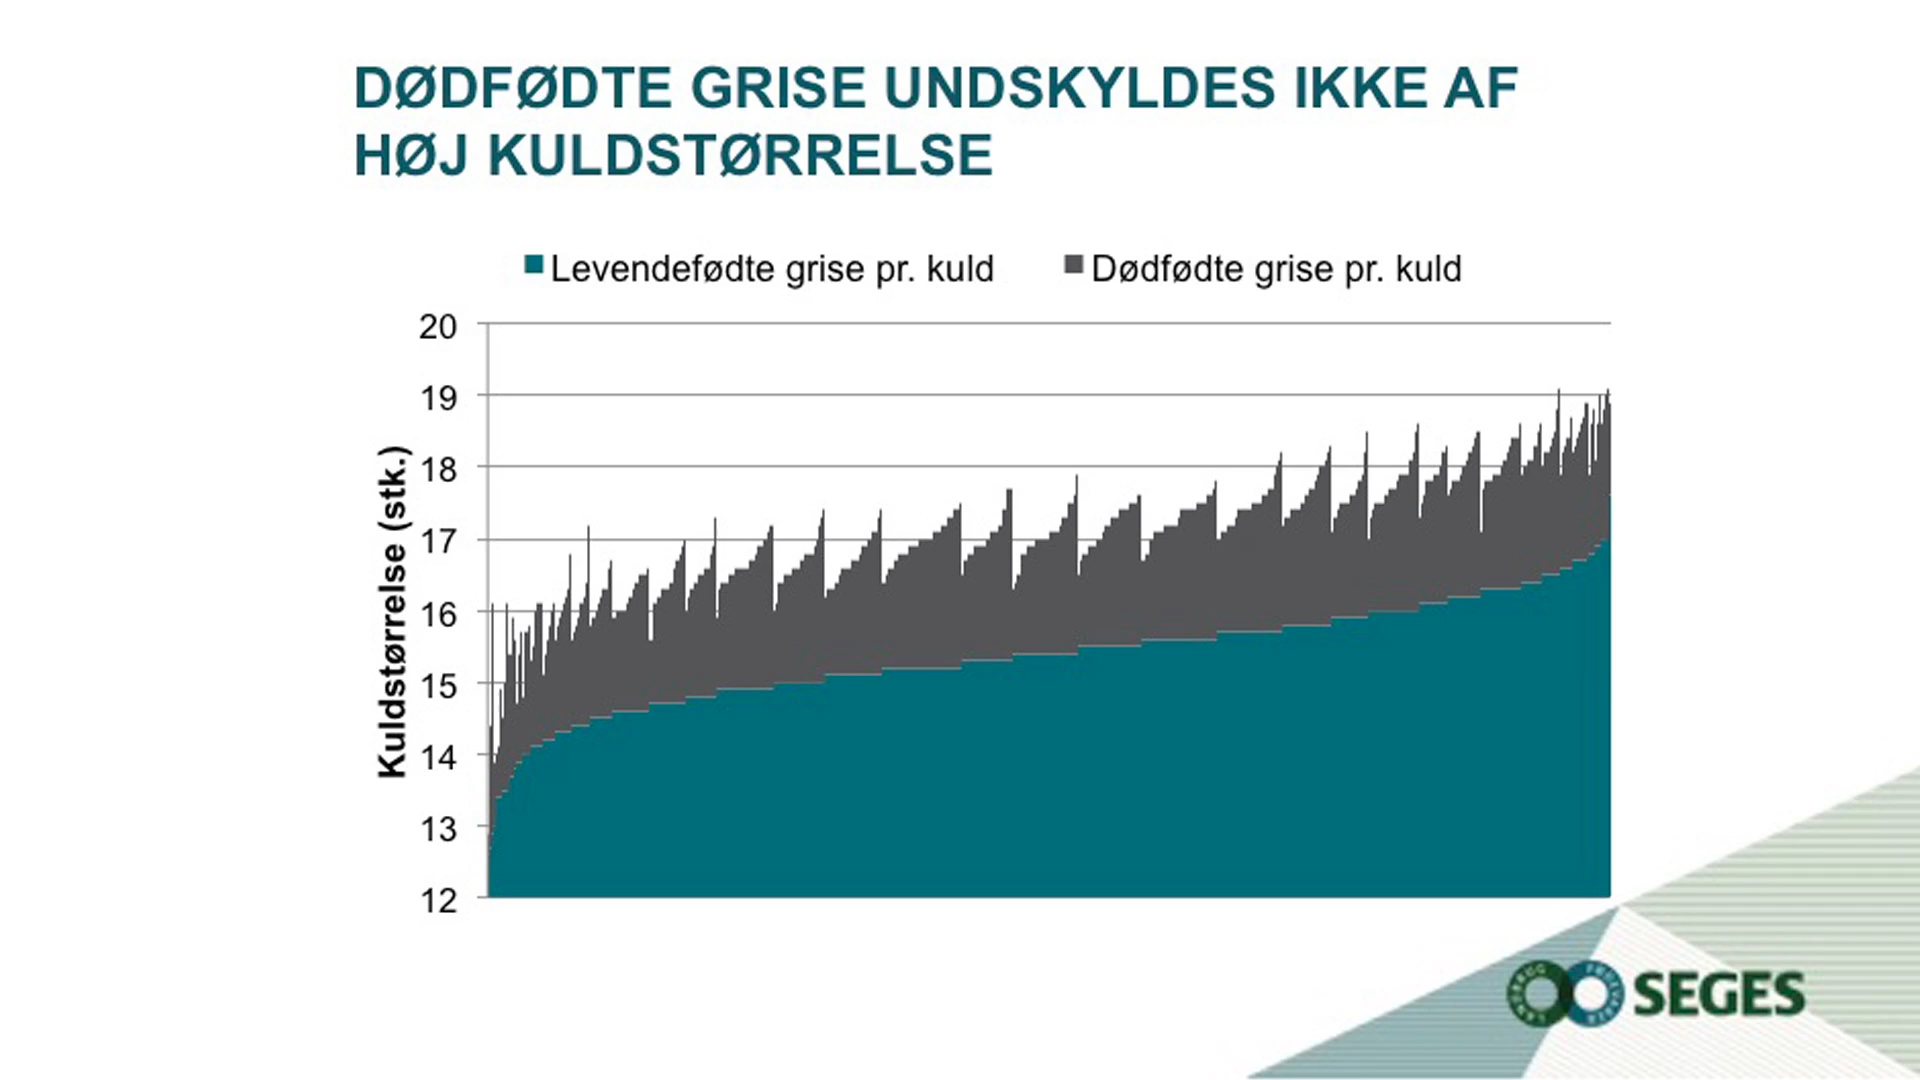 DØDFØDTE GRISE UNDSKYLDES IKKE AF
HØJ KULDSTØRRELSE
Levendefødte grise pr. kuld
Dødfødte grise pr. kuld
Kuldstørrelse (stk.)
20
19
18
17
16
15
14
13
12
SEGES